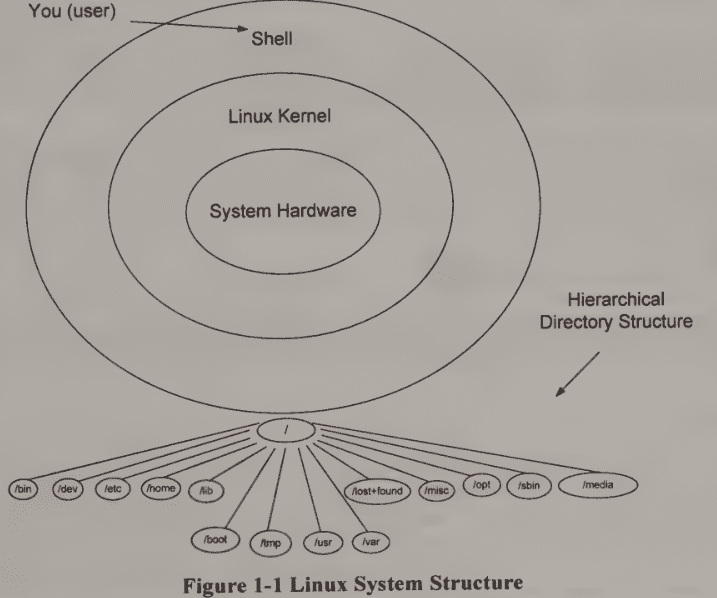 You (user)
Shell
Linux Kernel
System Hardware
Hierarchical
Directory Structure
/
/bin
/dev
/etc
/home
/lib
/lost+found
/misc
/opt
/sbin
/media
/boot
/tmp
/usr
/var
Figure 1-1 Linux System Structure